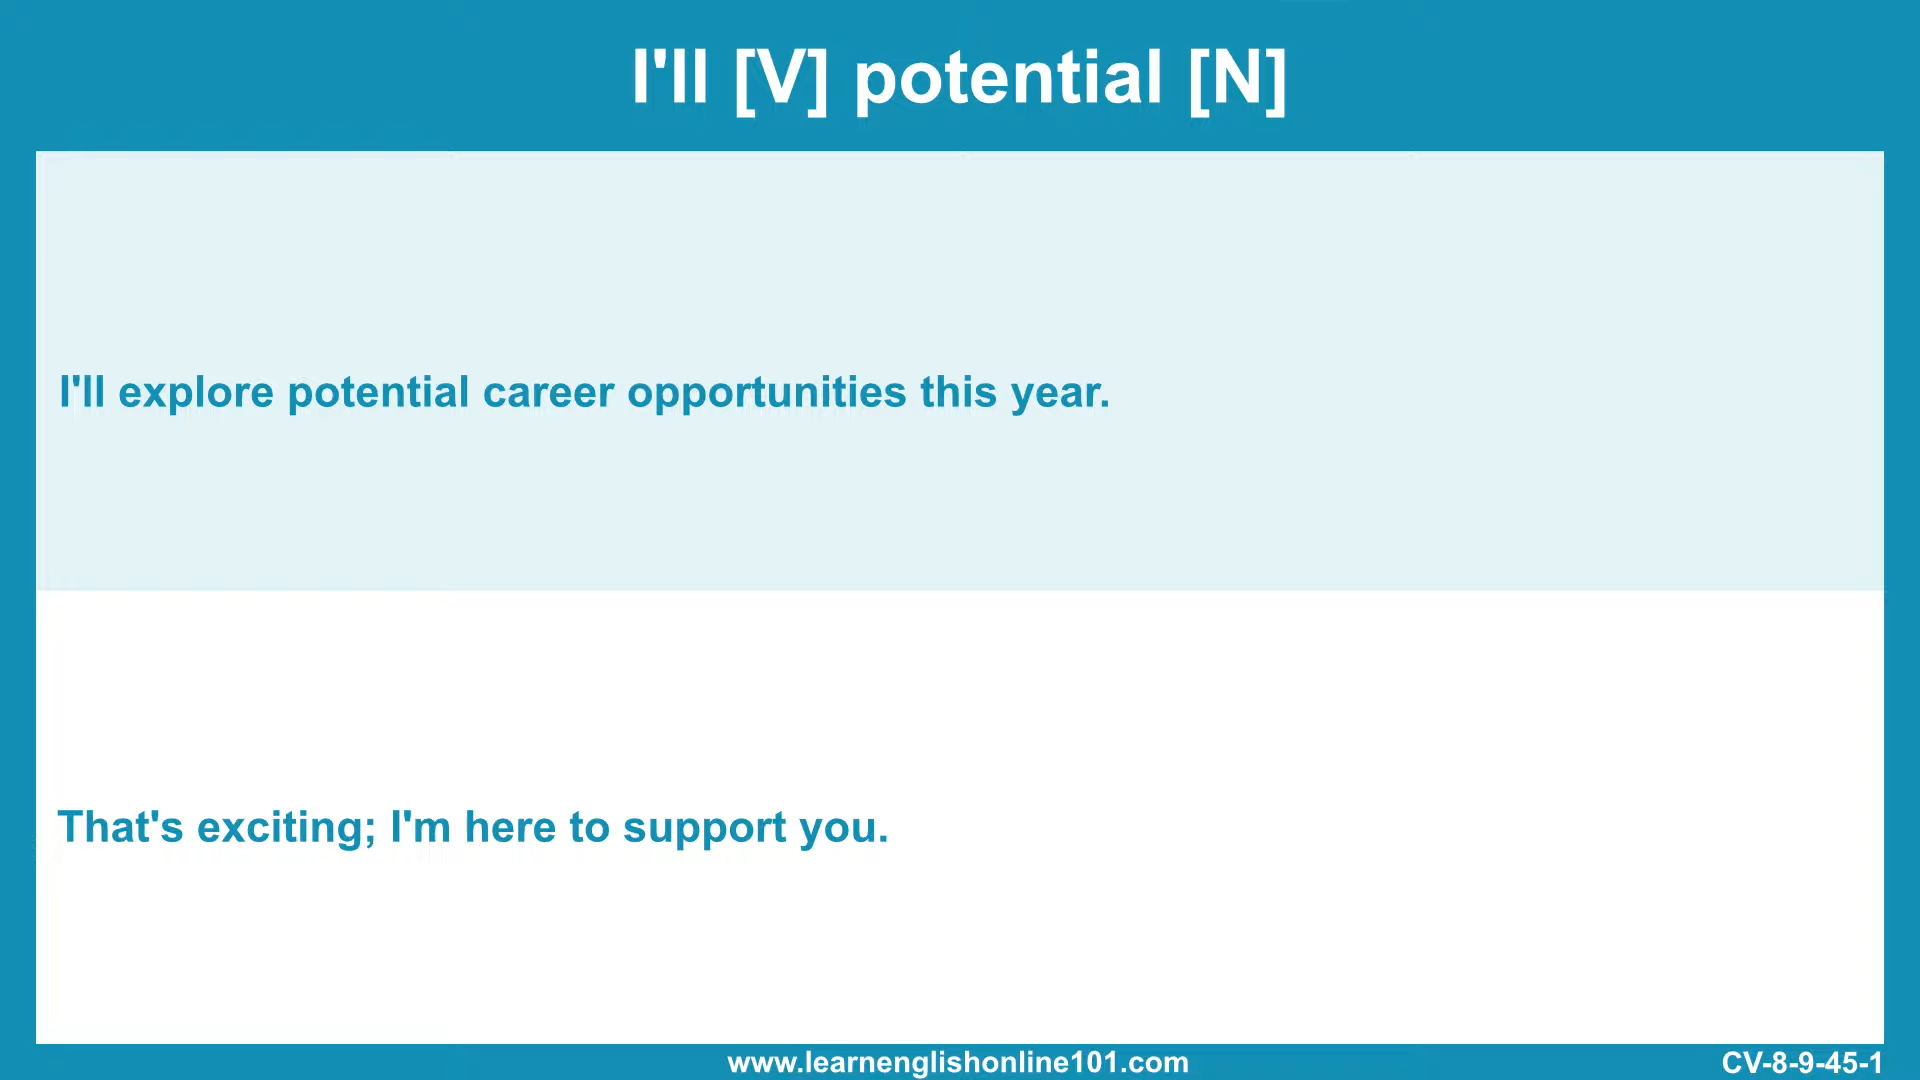 I'll [V] potential [N]
I'll explore potential career opportunities this year.
That's exciting; I'm here to support you.
www.learnenglishonline101.com
CV-8-9-45-1